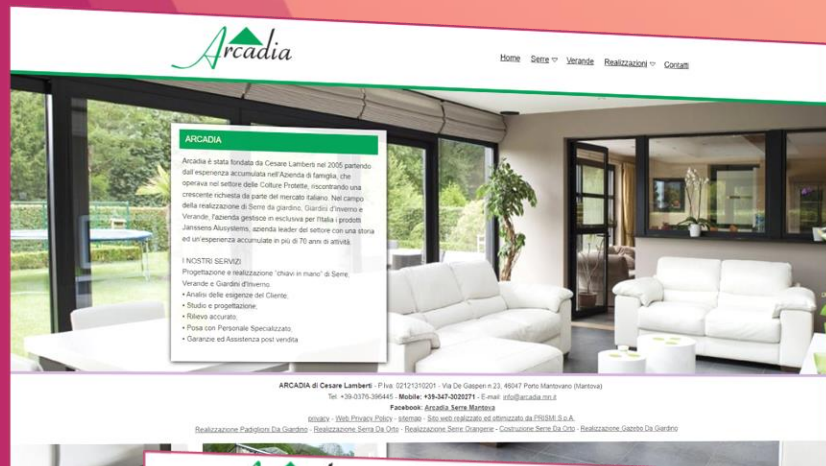 Arcadia
Home Serre Verande Realizzazioni Contatti
ARCADIA
Arcadia è stata fondata da Cesare Lamberti nel 2005 partendo
dall'esperienza accumulata nell'Azienda di famiglia, che
operava nel settore delle Colture Protette, riscontrando una
crescente richiesta da parte del mercato italiano. Nel campo
della realizzazione di Serre da giardino, Giardini d'Inverno e
Verande, l'azienda gestisce in esclusiva per l'Italia i prodotti
Janssens Alusystems, azienda leader del settore con una storia
ed un'esperienza accumulate in più di 70 anni di attività.
I NOSTRI SERVIZI
Progettazione e realizzazione "chiavi in mano" di Serre,
Verande e Giardini d'Inverno.
• Analisi delle esigenze del Cliente,
• Studio e progettazione,
• Rilievo accurato,
• Posa con Personale Specializzato,
• Garanzie ed Assistenza post vendita
ARCADIA di Cesare Lamberti - P.Iva: 02121310201 - Via De Gasperi n.23, 46047 Porto Mantovano (Mantova)
Tel. +39-0376-396445 - Mobile: +39-347-3020271 - E-mail: info@arcadia.mn.it
Facebook: Arcadia Serre Mantova
privacy - Web Privacy Policy - sitemap - Sito web realizzato ed ottimizzato da PRISMI S.p.A.
Realizzazione Padiglioni Da Giardino - Realizzazione Serra Da Orto - Realizzazione Serre Orangerie - Costruzione Serre Da Orto - Realizzazione Gazebo Da Giardino